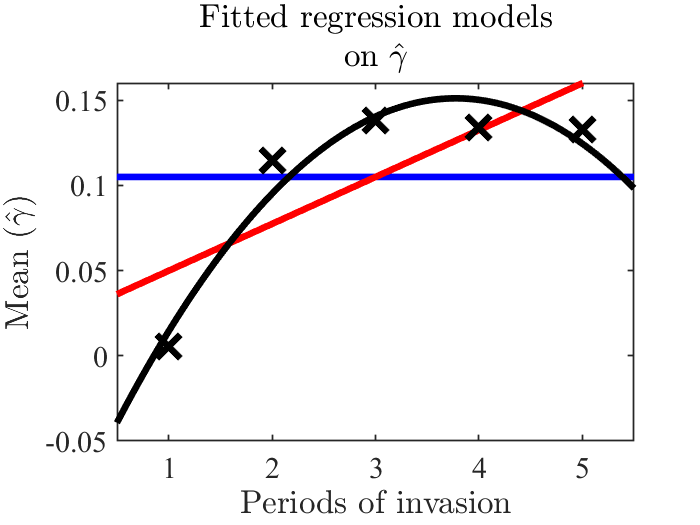 Fitted regression models
on γ̂
0.15
0.1
0.05
0
-0.05
Mean (γ̂)
1 2 3 4 5
Periods of invasion